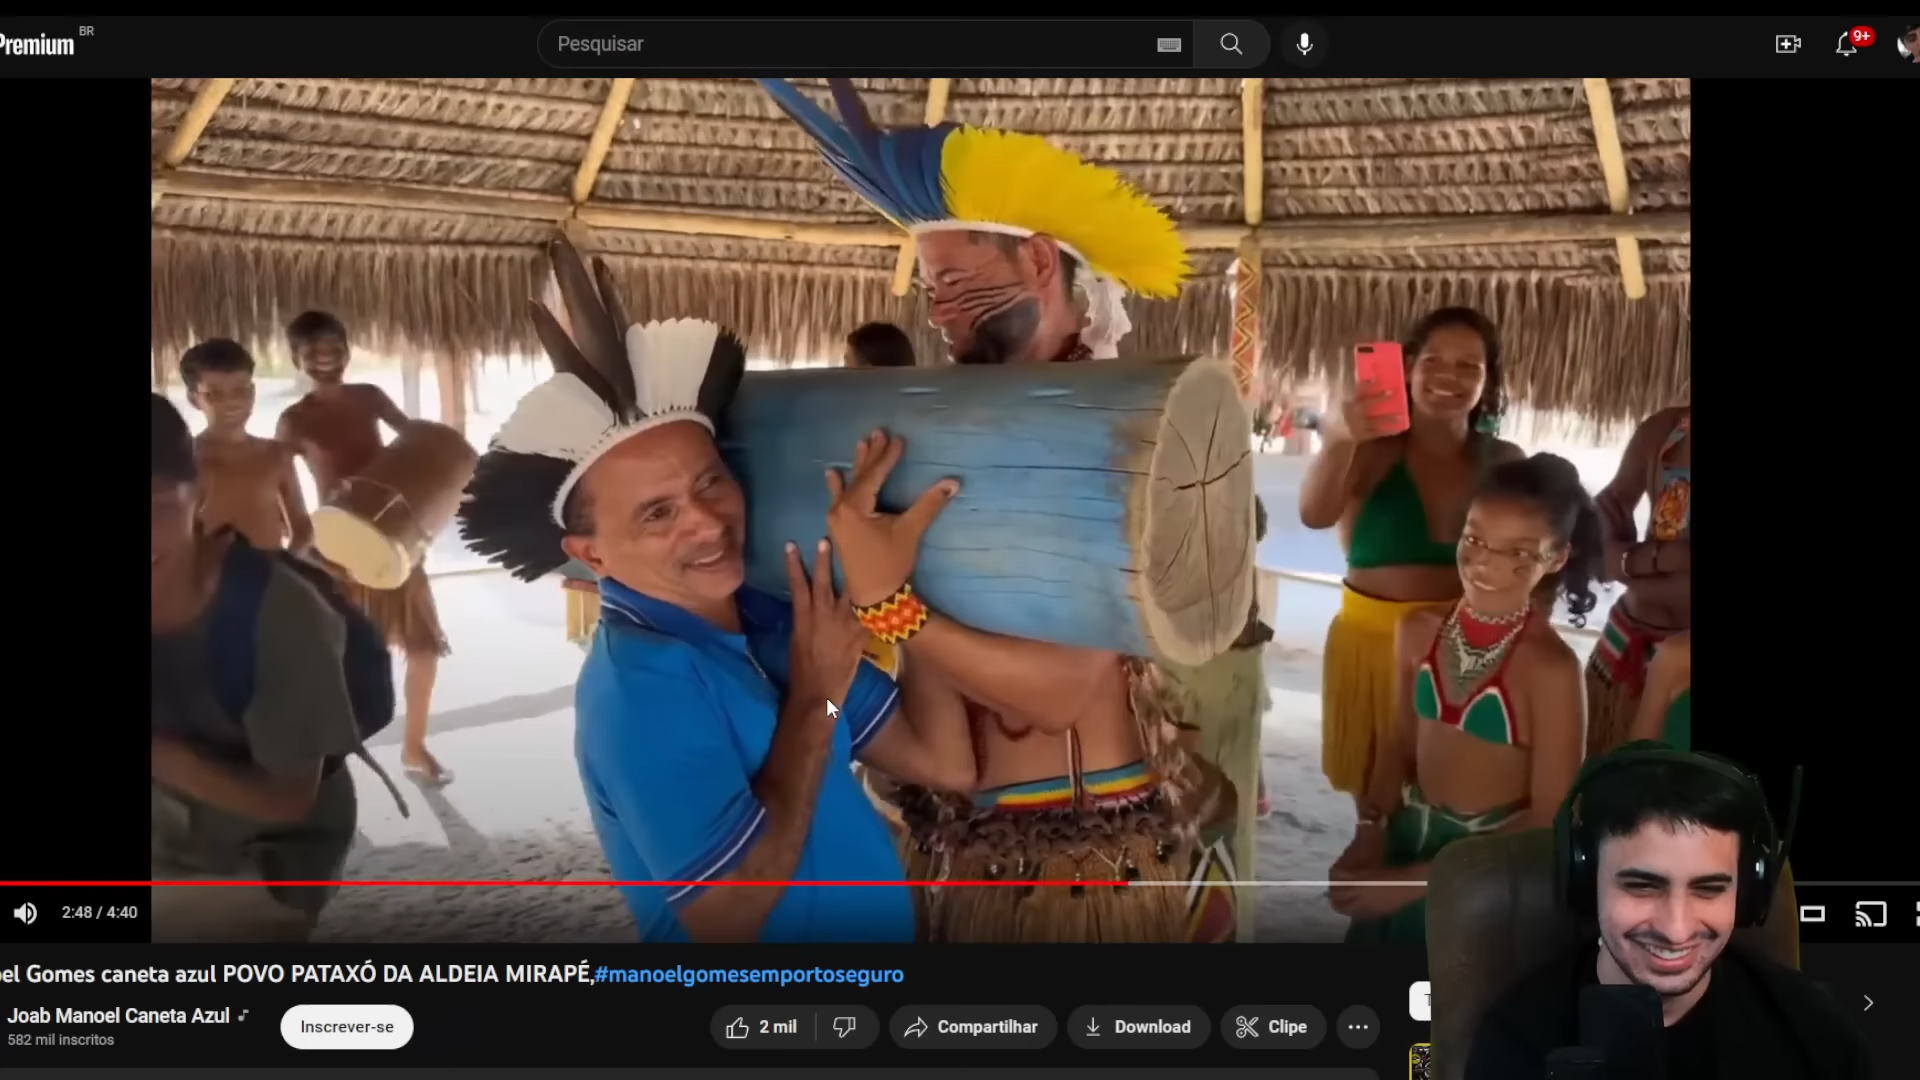 Premium BR
Pesquisar
9+
2:48 / 4:40
el Gomes caneta azul POVO PATAXÓ DA ALDEIA MIRAPÉ,#manoelgomesemportoseguro
Joab Manoel Caneta Azul
582 mil inscritos
Inscrever-se
2 mil
Compartilhar
Download
Clipe